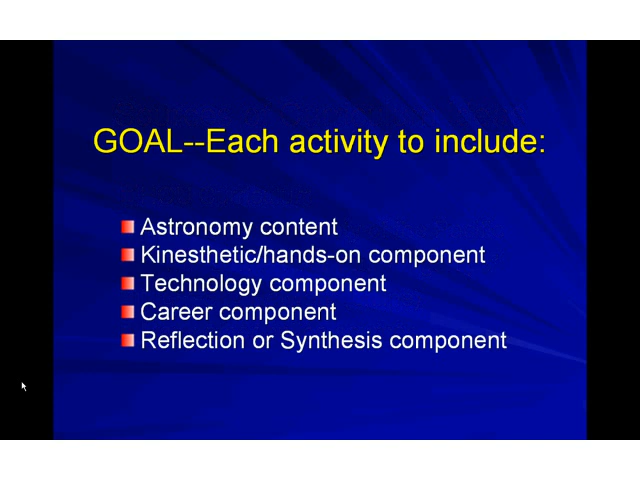 GOAL--Each activity to include:
Astronomy content
Kinesthetic/hands-on component
Technology component
Career component
Reflection or Synthesis component